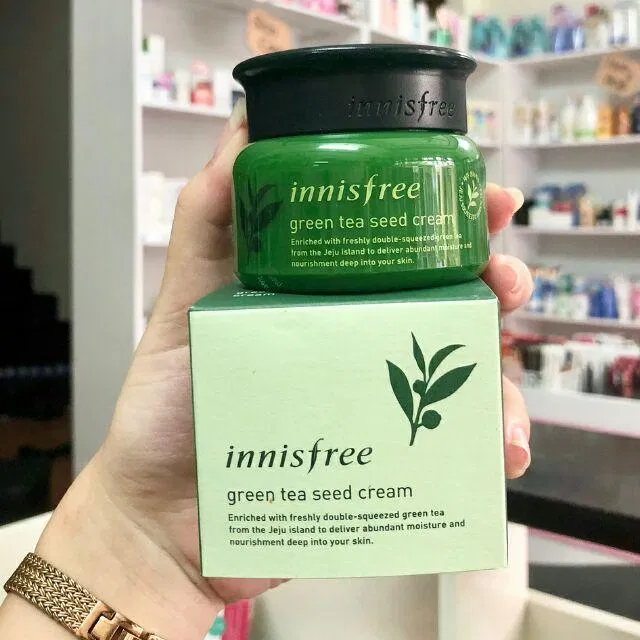 innisfree
innisfree
green tea seed cream
Enriched with freshly double-squeezed green tea
from the Jeju Island to deliver abundant moisture and
nourishment deep into your skin.
cream
innisfree
green tea seed cream
Enriched with freshly double-squeezed green tea
from the Jeju Island to deliver abundant moisture and
nourishment deep into your skin.